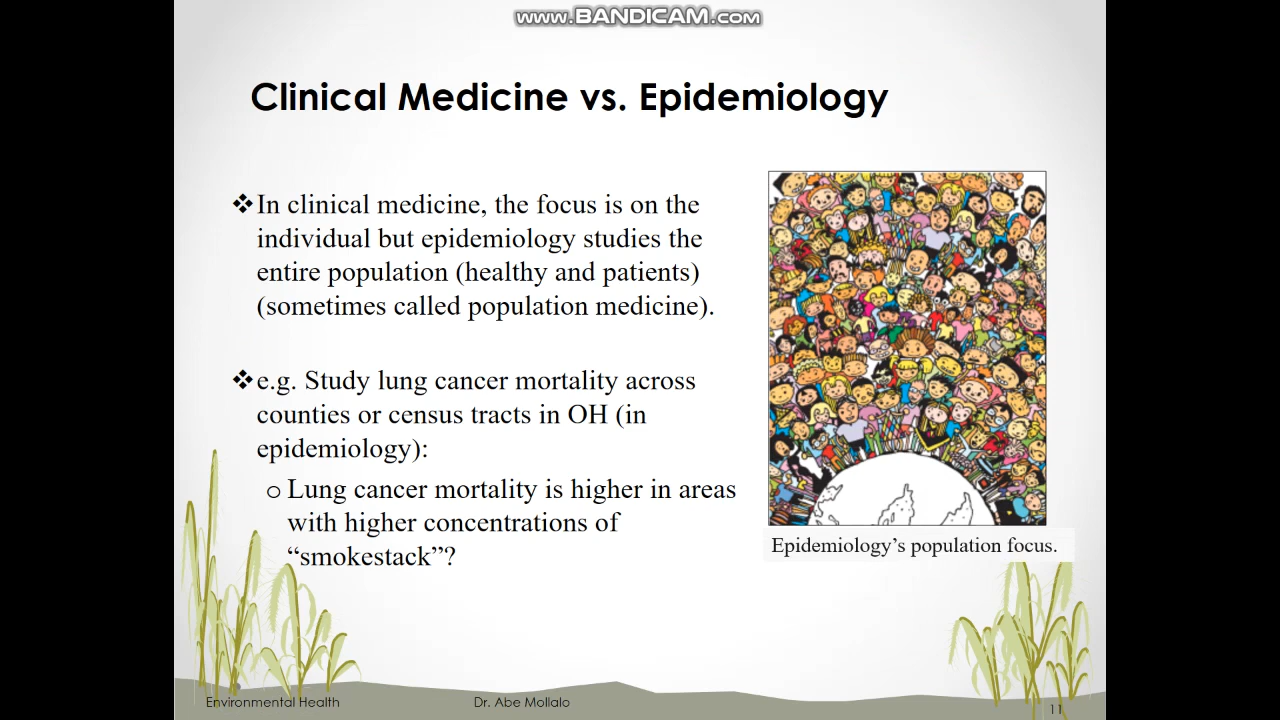 www.BANDICAM.com
Clinical Medicine vs. Epidemiology
❖In clinical medicine, the focus is on the
individual but epidemiology studies the
entire population (healthy and patients)
(sometimes called population medicine).
❖e.g. Study lung cancer mortality across
counties or census tracts in OH (in
epidemiology):
o Lung cancer mortality is higher in areas
with higher concentrations of
“smokestack”?
Epidemiology’s population focus.
Environmental Health
Dr. Abe Mollalo
11